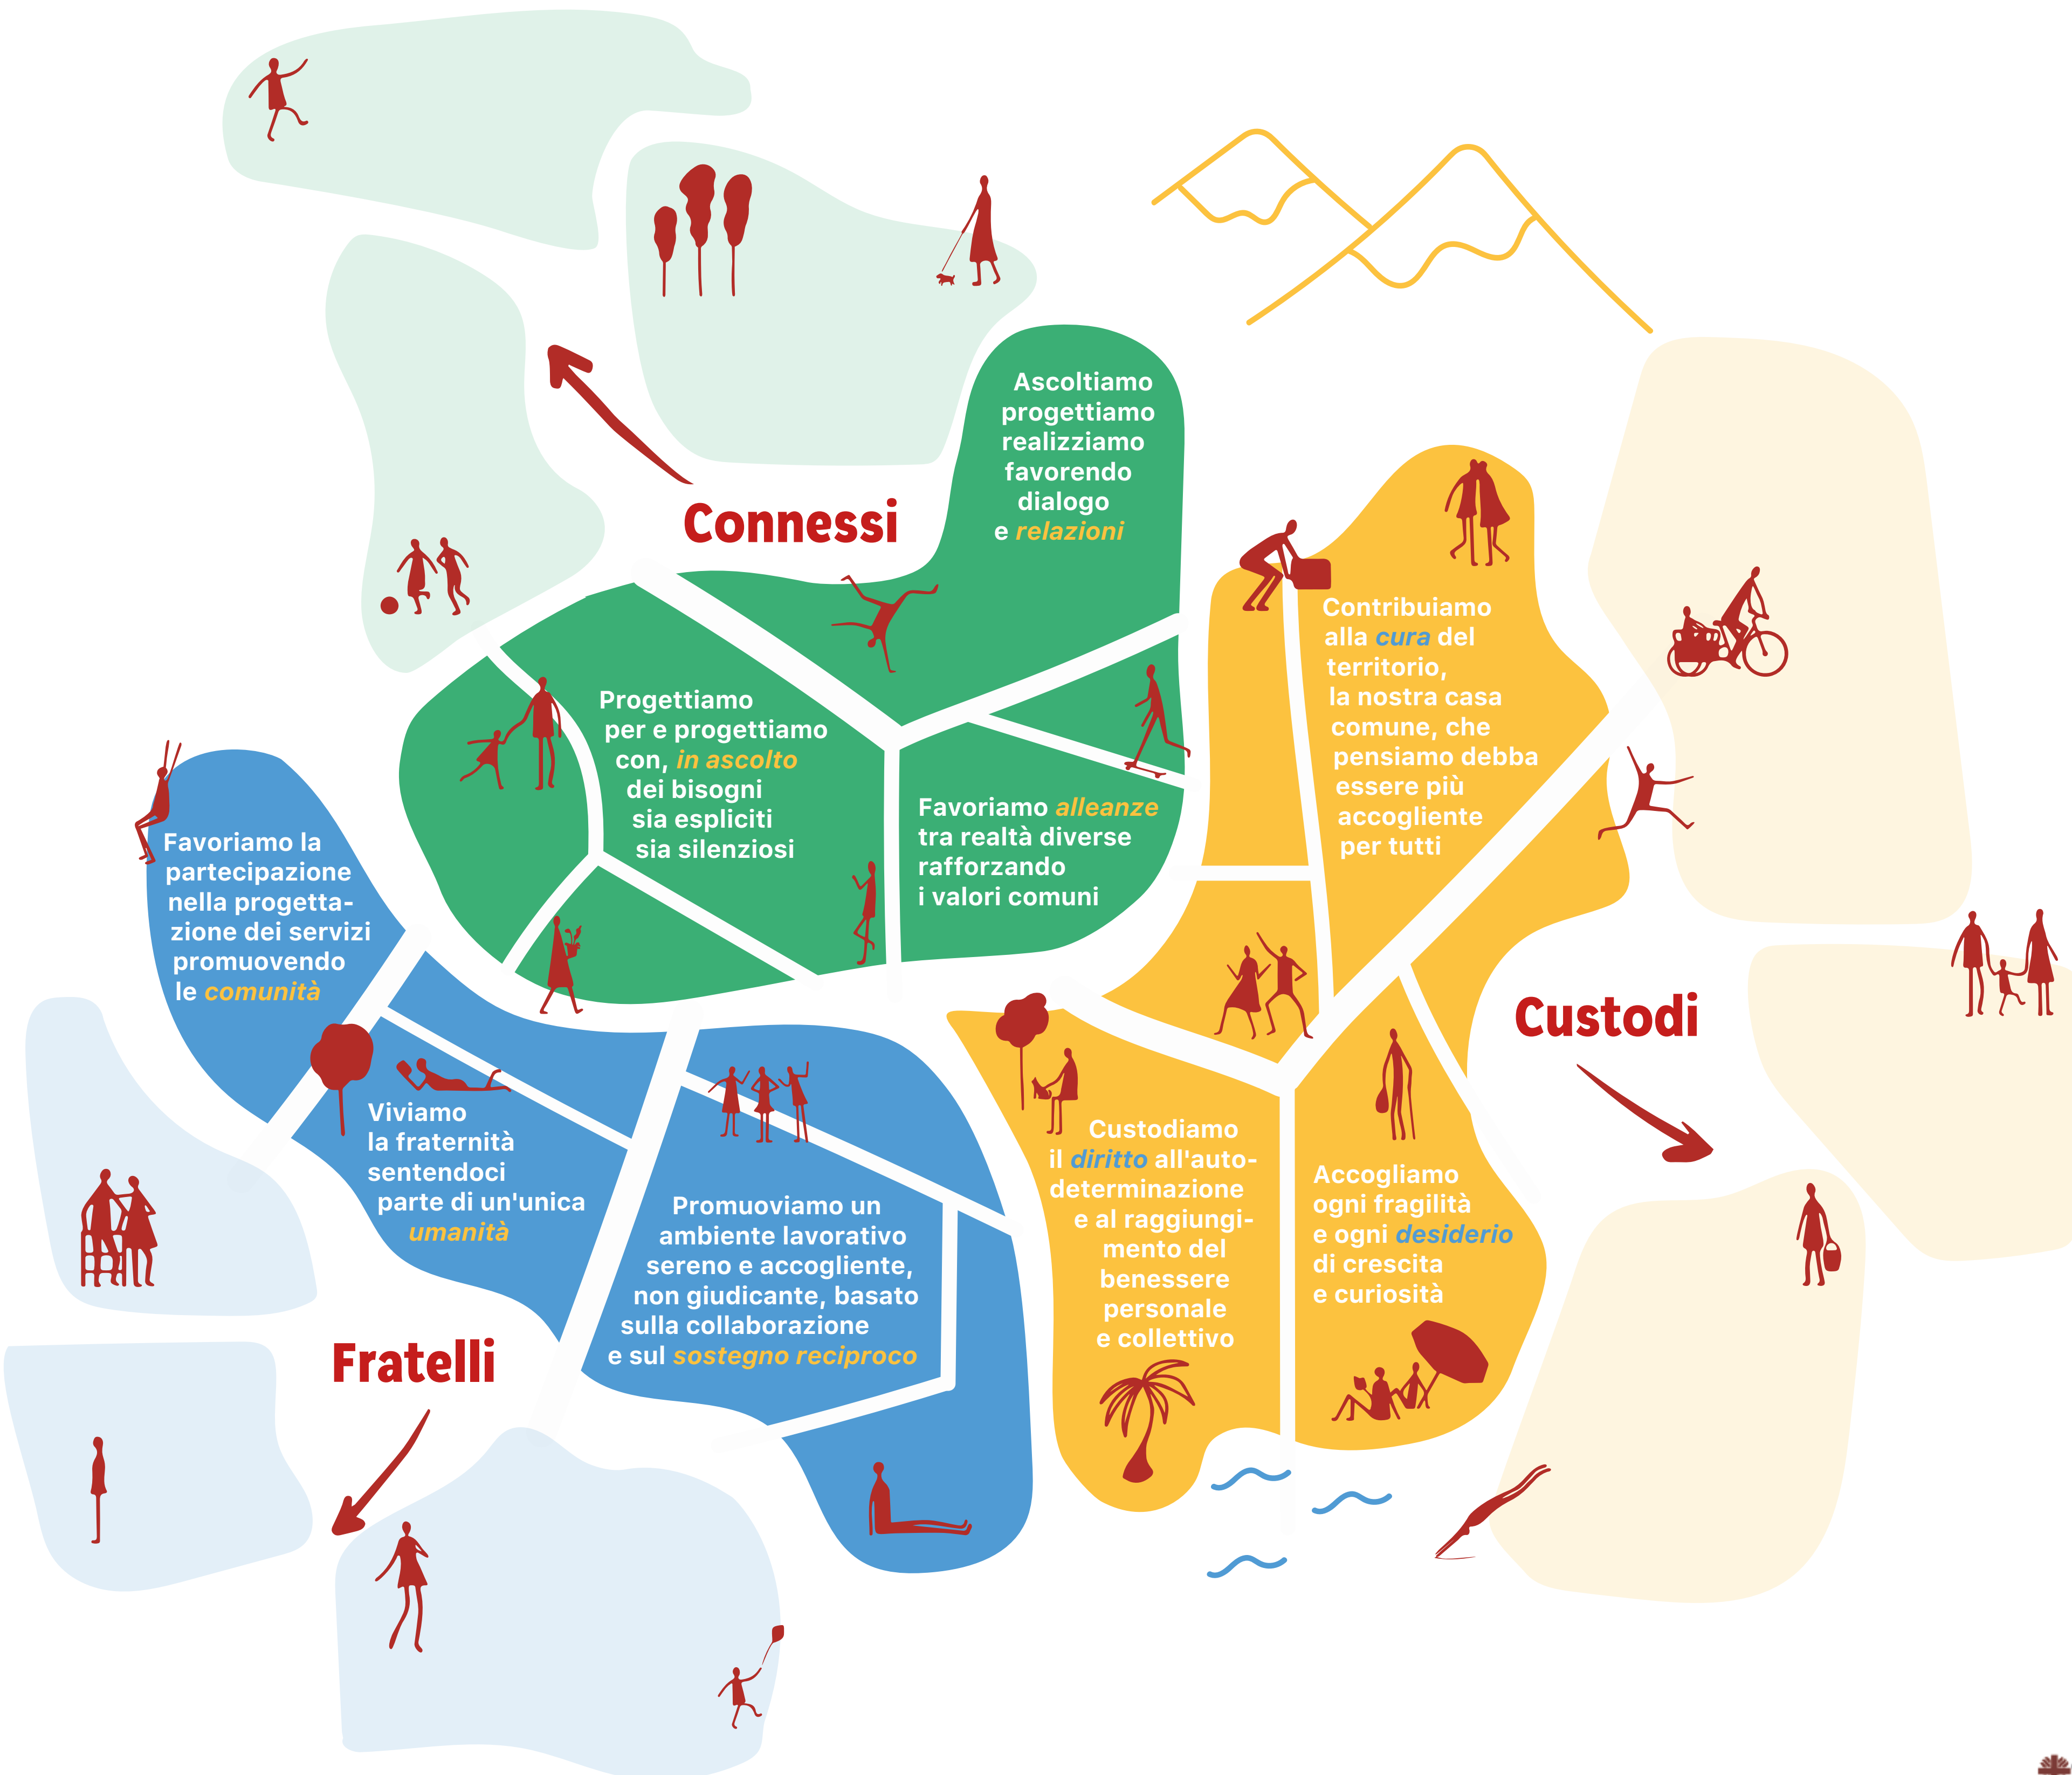 Connessi
Ascoltiamo
progettiamo
realizziamo
favorendo
dialogo
e relazioni
Progettiamo
per e progettiamo
con, in ascolto
dei bisogni
sia espliciti
sia silenziosi
Favoriamo alleanze
tra realtà diverse
rafforzando
i valori comuni
Contribuiamo
alla cura del
territorio,
la nostra casa
comune, che
pensiamo debba
essere più
accogliente
per tutti
Custodi
Custodiamo
il diritto all'auto-
determinazione
e al raggiungi-
mento del
benessere
personale
e collettivo
Accogliamo
ogni fragilità
e ogni desiderio
di crescita
e curiosità
Favoriamo la
partecipazione
nella progetta-
zione dei servizi
promuovendo
le comunità
Viviamo
la fraternità
sentendoci
parte di un'unica
umanità
Promuoviamo un
ambiente lavorativo
sereno e accogliente,
non giudicante, basato
sulla collaborazione
e sul sostegno reciproco
Fratelli